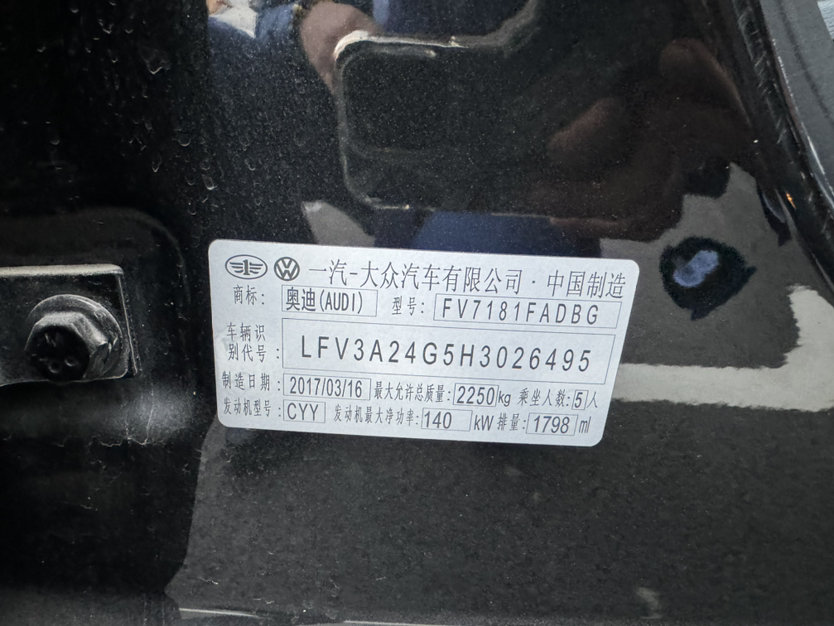 一汽-大众汽车有限公司·中国制造
商标: 奥迪(AUDI) 型号: FV7181FADBG
车辆识
别代号: LFV3A24G5H3026495
制造日期: 2017/03/16 最大允许总质量: 2250kg 乘坐人数: 5人
发动机型号: CYY 发动机最大净功率: 140 kW 排量: 1798 ml